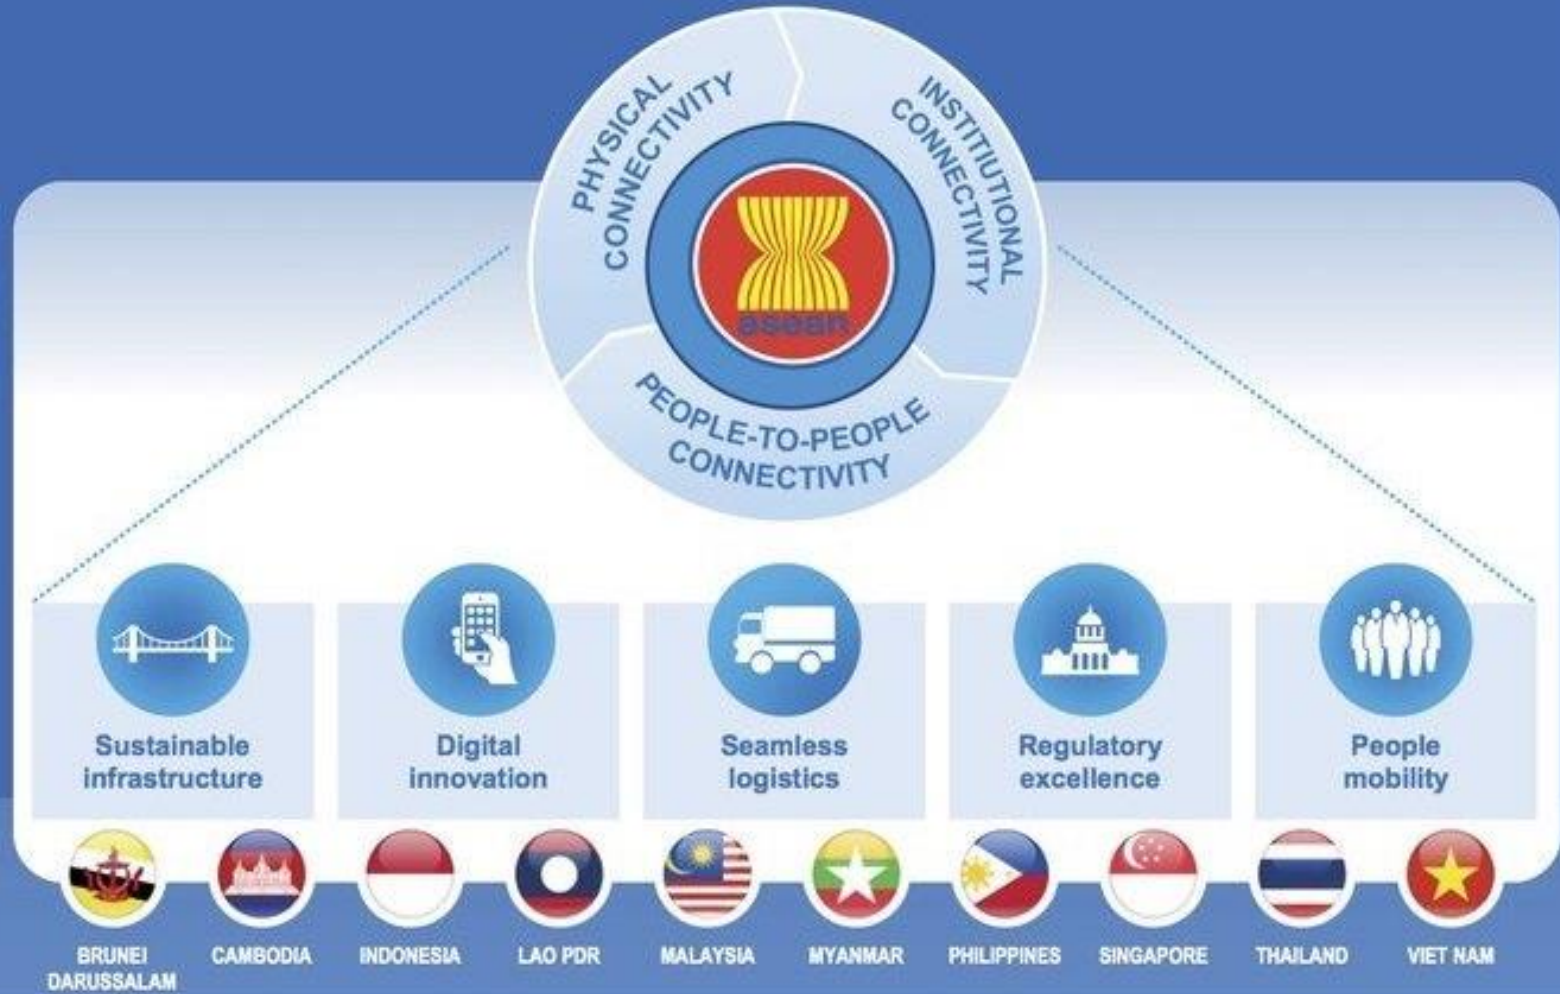 PHYSICAL
CONNECTIVITY
INSTITIUTIONAL
CONNECTIVITY
asean
PEOPLE-TO-PEOPLE
CONNECTIVITY
Sustainable
infrastructure
Digital
innovation
Seamless
logistics
Regulatory
excellence
People
mobility
BRUNEI
DARUSSALAM
CAMBODIA
INDONESIA
LAO PDR
MALAYSIA
MYANMAR
PHILIPPINES
SINGAPORE
THAILAND
VIET NAM